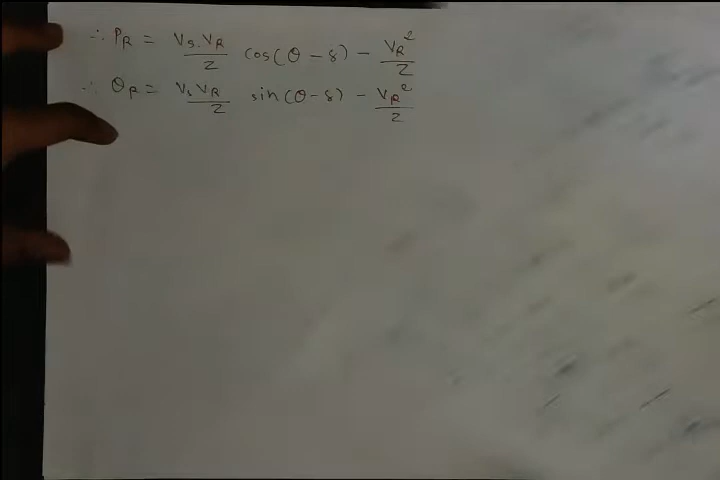 ∴ P_R = V_S.V_R/Z cos(θ-δ) - V_R²/Z
∴ Q_R = V_S V_R/Z sin(θ-δ) - V_R²/Z